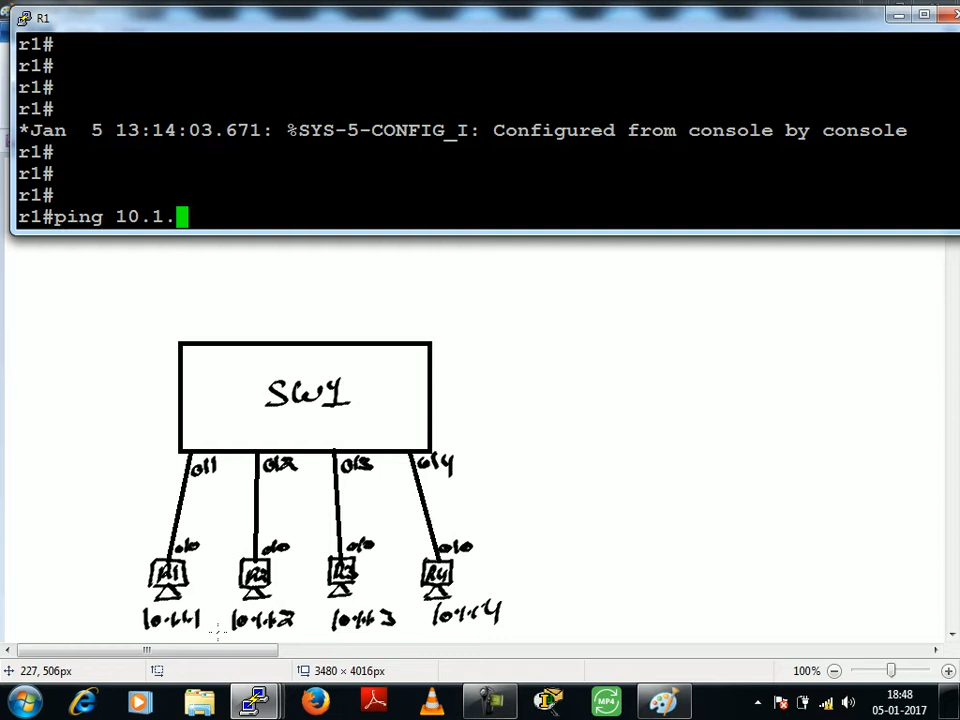 R1
r1#
r1#
r1#
r1#
*Jan  5 13:14:03.671: %SYS-5-CONFIG_I: Configured from console by console
r1#
r1#
r1#
r1#ping 10.1.
SW1
0/1 0/2 0/3 0/4
0/0 0/0 0/0 0/0
R1 R2 R3 R4
10.1.1.1 10.1.1.2 10.1.1.3 10.1.1.4
227, 506px
3480 × 4016px
100%
MP4
18:48
05-01-2017